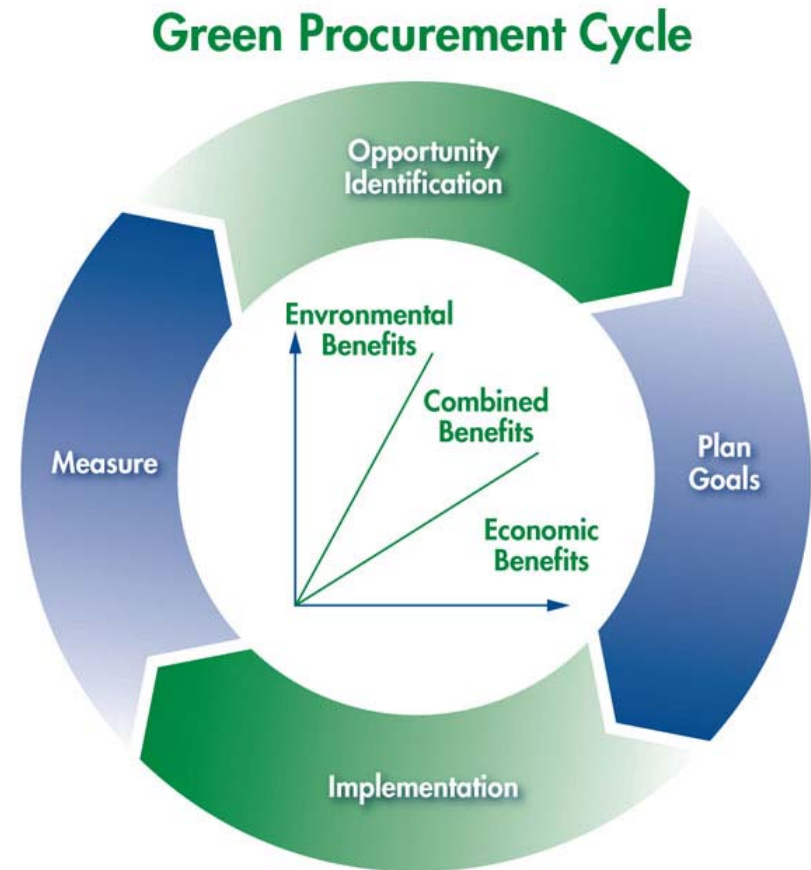 Green Procurement Cycle
Opportunity
Identification
Envronmental
Benefits
Combined
Benefits
Economic
Benefits
Plan
Goals
Implementation
Measure